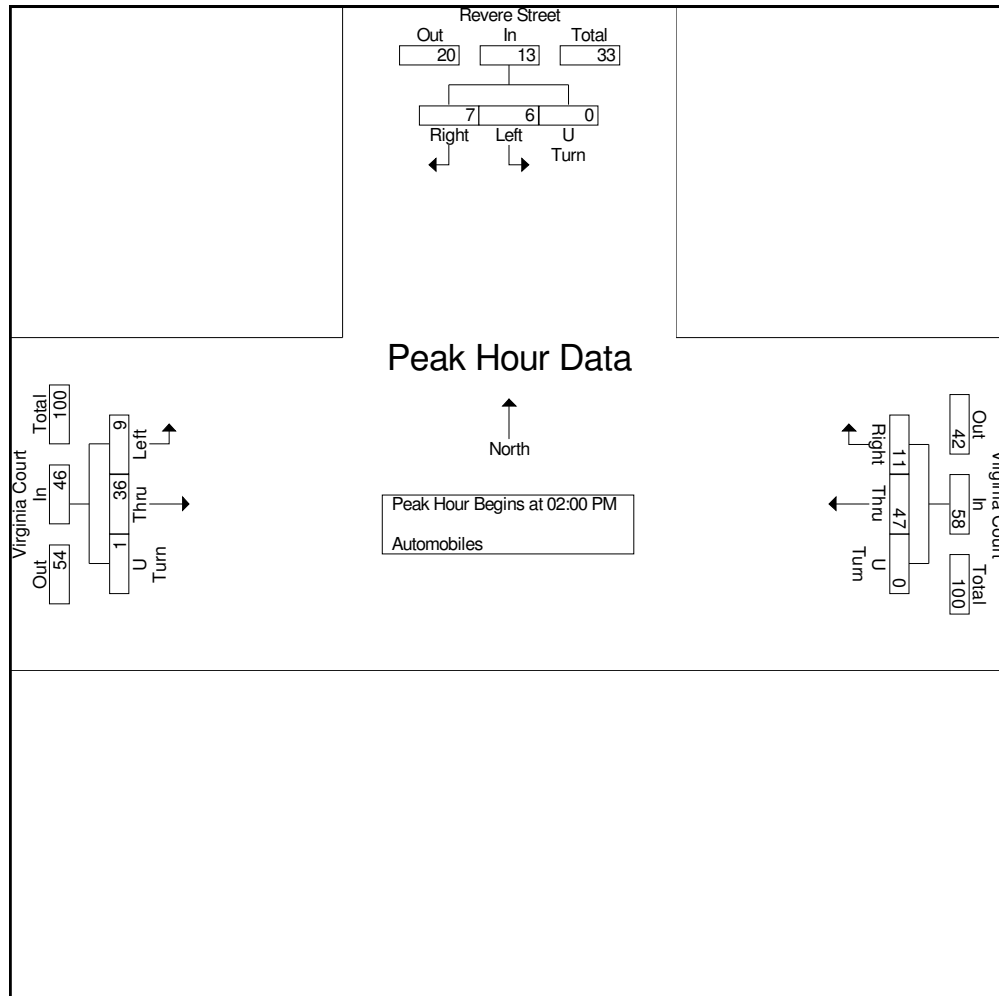 Revere Street
Out In Total
20 13 33
7 6 0
Right Left U
Turn
Peak Hour Data
North
Peak Hour Begins at 02:00 PM
Automobiles
Virginia Court
Out In Total
54 46 100
Left Thru U
Turn
9 36 1
Virginia Court
Out In Total
42 58 100
Right Thru U
Turn
11 47 0